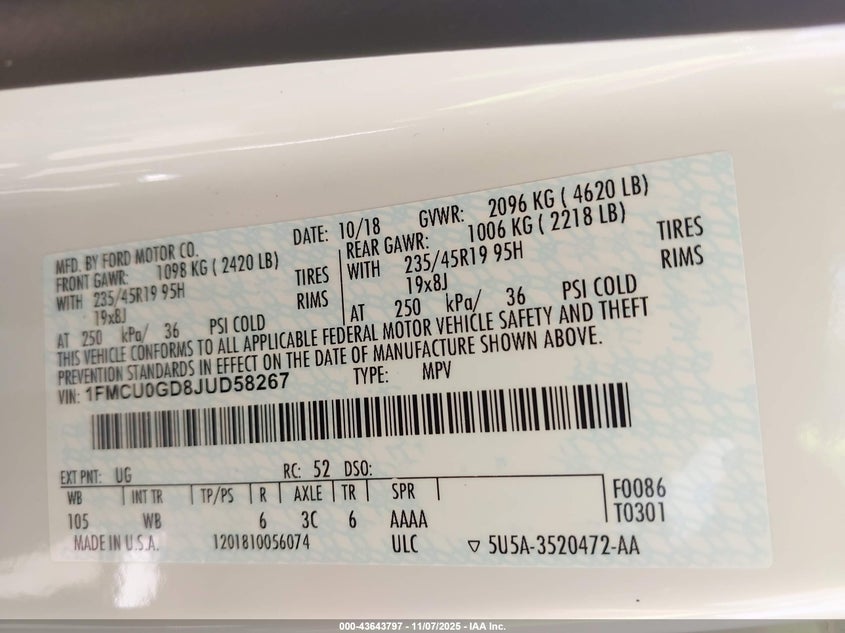 MFD. BY FORD MOTOR CO. DATE: 10/18 GVWR: 2096 KG ( 4620 LB)
FRONT GAWR: 1098 KG ( 2420 LB) REAR GAWR: 1006 KG ( 2218 LB)
WITH 235/45R19 95H TIRES WITH 235/45R19 95H TIRES
19x8J RIMS 19x8J RIMS
AT 250 kPa/ 36 PSI COLD AT 250 kPa/ 36 PSI COLD
THIS VEHICLE CONFORMS TO ALL APPLICABLE FEDERAL MOTOR VEHICLE SAFETY AND THEFT
PREVENTION STANDARDS IN EFFECT ON THE DATE OF MANUFACTURE SHOWN ABOVE.
VIN: 1FMCU0GD8JUD58267 TYPE: MPV
EXT PNT: UG RC: 52 DSO:
WB INT TR TP/PS R AXLE TR SPR F0086
105 WB 6 3C 6 AAAA T0301
MADE IN U.S.A. 1201810056074 ULC ▽ 5U5A-3520472-AA
000-43643797 - 11/07/2025 - IAA Inc.